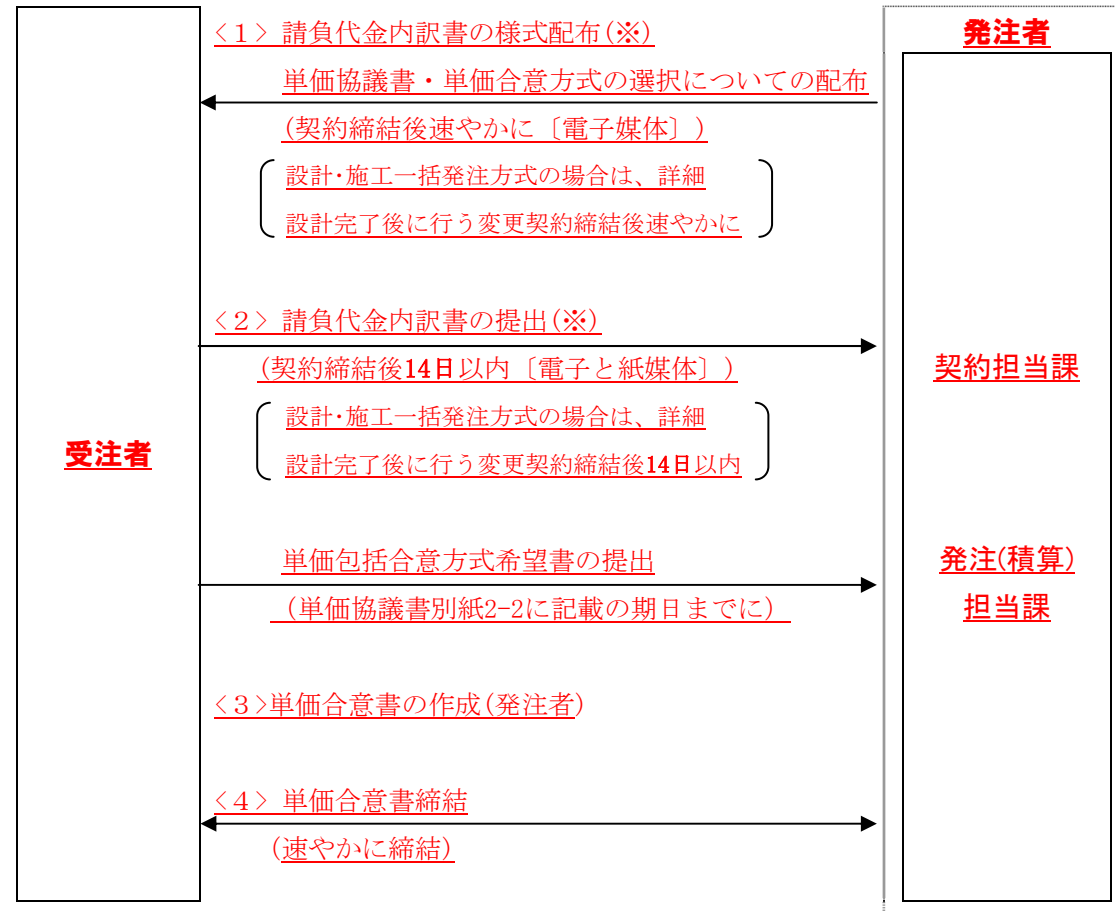 発注者
<1> 請負代金内訳書の様式配布(※)
単価協議書・単価合意方式の選択についての配布
(契約締結後速やかに〔電子媒体〕)
設計・施工一括発注方式の場合は、詳細
設計完了後に行う変更契約締結後速やかに
<2> 請負代金内訳書の提出(※)
(契約締結後14日以内〔電子と紙媒体〕)
設計・施工一括発注方式の場合は、詳細
設計完了後に行う変更契約締結後14日以内
受注者
契約担当課
単価包括合意方式希望書の提出
(単価協議書別紙2-2に記載の期日までに)
発注(積算)
担当課
<3>単価合意書の作成(発注者)
<4> 単価合意書締結
(速やかに締結)